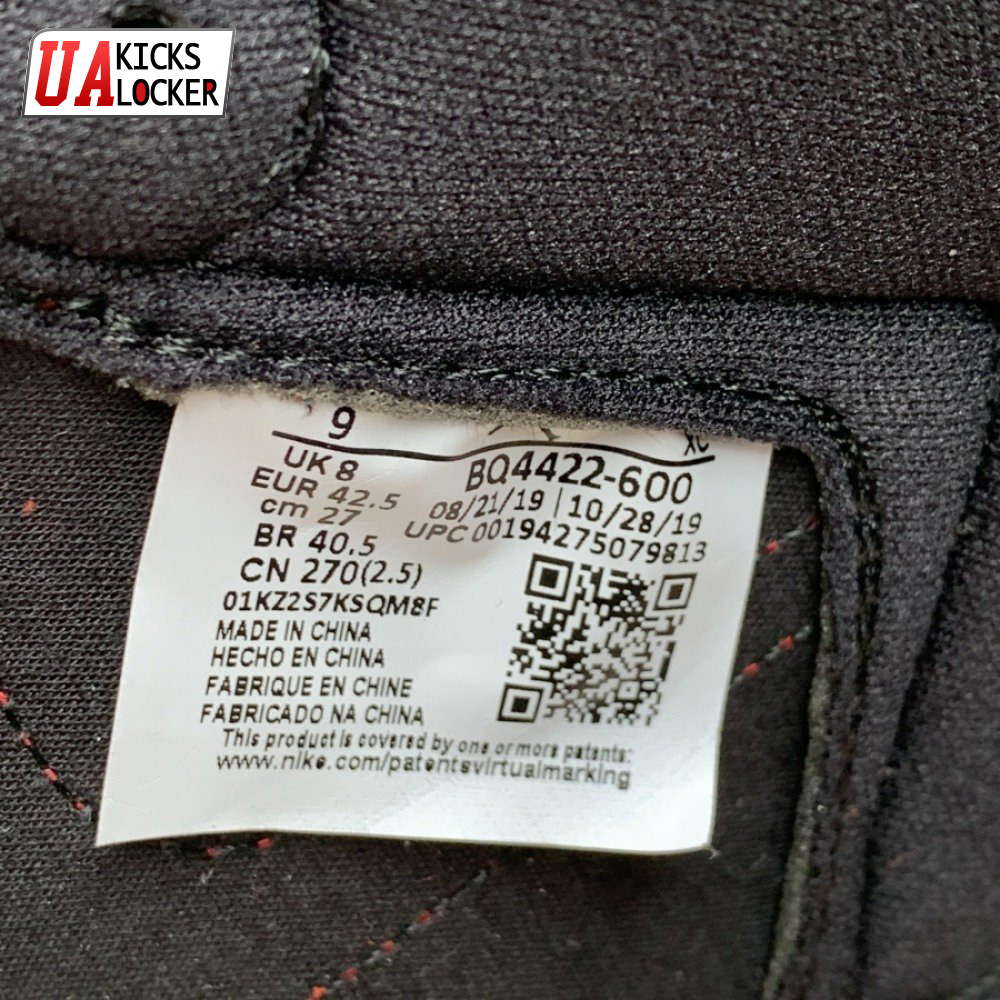 UA KICKS
LOCKER
9
XC
UK 8
BQ4422-600
EUR 42.5
08/21/19 | 10/28/19
cm 27
UPC 00194275079813
BR 40.5
CN 270(2.5)
01KZ2S7KSQM8F
MADE IN CHINA
HECHO EN CHINA
FABRIQUE EN CHINE
FABRICADO NA CHINA
This product is covered by one or more patents:
www.nike.com/patentsvirtualmarking